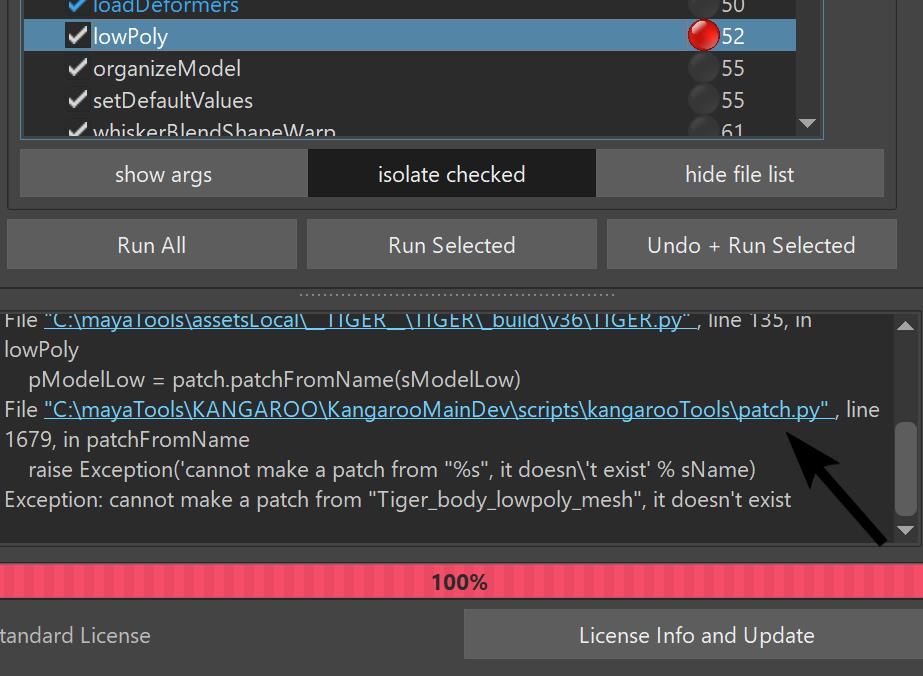 loadDeformers 50
lowPoly 52
organizeModel 55
setDefaultValues 55
whiskerBlendShapeWarp 61
show args isolate checked hide file list
Run All Run Selected Undo + Run Selected
File "C:\mayaTools\assetsLocal\__TIGER__\TIGER\_build\v36\TIGER.py" , line 135, in
lowPoly
pModelLow = patch.patchFromName(sModelLow)
File "C:\mayaTools\KANGAROO\KangarooMainDev\scripts\kangarooTools\patch.py" , line
1679, in patchFromName
raise Exception('cannot make a patch from "%s", it doesn\'t exist' % sName)
Exception: cannot make a patch from "Tiger_body_lowpoly_mesh", it doesn't exist
100%
tandard License License Info and Update